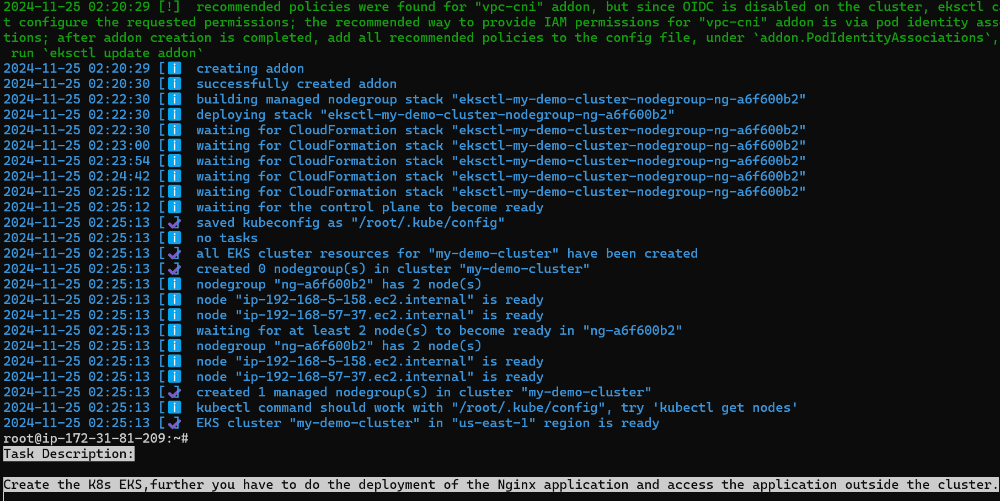 2024-11-25 02:20:29 [!]  recommended policies were found for "vpc-cni" addon, but since OIDC is disabled on the cluster, eksctl
t configure the requested permissions; the recommended way to provide IAM permissions for "vpc-cni" addon is via pod identity
tions; after addon creation is completed, add all recommended policies to the config file, under `addon.PodIdentityAssociations`,
 run `eksctl update addon`
2024-11-25 02:20:29 [ℹ]  creating addon
2024-11-25 02:20:30 [ℹ]  successfully created addon
2024-11-25 02:22:30 [ℹ]  building managed nodegroup stack "eksctl-my-demo-cluster-nodegroup-ng-a6f600b2"
2024-11-25 02:22:30 [ℹ]  deploying stack "eksctl-my-demo-cluster-nodegroup-ng-a6f600b2"
2024-11-25 02:22:30 [ℹ]  waiting for CloudFormation stack "eksctl-my-demo-cluster-nodegroup-ng-a6f600b2"
2024-11-25 02:23:00 [ℹ]  waiting for CloudFormation stack "eksctl-my-demo-cluster-nodegroup-ng-a6f600b2"
2024-11-25 02:23:54 [ℹ]  waiting for CloudFormation stack "eksctl-my-demo-cluster-nodegroup-ng-a6f600b2"
2024-11-25 02:24:42 [ℹ]  waiting for CloudFormation stack "eksctl-my-demo-cluster-nodegroup-ng-a6f600b2"
2024-11-25 02:25:12 [ℹ]  waiting for CloudFormation stack "eksctl-my-demo-cluster-nodegroup-ng-a6f600b2"
2024-11-25 02:25:12 [ℹ]  waiting for the control plane to become ready
2024-11-25 02:25:13 [✔]  saved kubeconfig as "/root/.kube/config"
2024-11-25 02:25:13 [ℹ]  no tasks
2024-11-25 02:25:13 [✔]  all EKS cluster resources for "my-demo-cluster" have been created
2024-11-25 02:25:13 [✔]  created 0 nodegroup(s) in cluster "my-demo-cluster"
2024-11-25 02:25:13 [ℹ]  nodegroup "ng-a6f600b2" has 2 node(s)
2024-11-25 02:25:13 [ℹ]  node "ip-192-168-5-158.ec2.internal" is ready
2024-11-25 02:25:13 [ℹ]  node "ip-192-168-57-37.ec2.internal" is ready
2024-11-25 02:25:13 [ℹ]  waiting for at least 2 node(s) to become ready in "ng-a6f600b2"
2024-11-25 02:25:13 [ℹ]  nodegroup "ng-a6f600b2" has 2 node(s)
2024-11-25 02:25:13 [ℹ]  node "ip-192-168-5-158.ec2.internal" is ready
2024-11-25 02:25:13 [ℹ]  node "ip-192-168-57-37.ec2.internal" is ready
2024-11-25 02:25:13 [✔]  created 1 managed nodegroup(s) in cluster "my-demo-cluster"
2024-11-25 02:25:13 [ℹ]  kubectl command should work with "/root/.kube/config", try 'kubectl get nodes'
2024-11-25 02:25:13 [✔]  EKS cluster "my-demo-cluster" in "us-east-1" region is ready
root@ip-172-31-81-209:~#
Task Description:
Create the K8s EKS,further you have to do the deployment of the Nginx application and access the application outside the cluster.